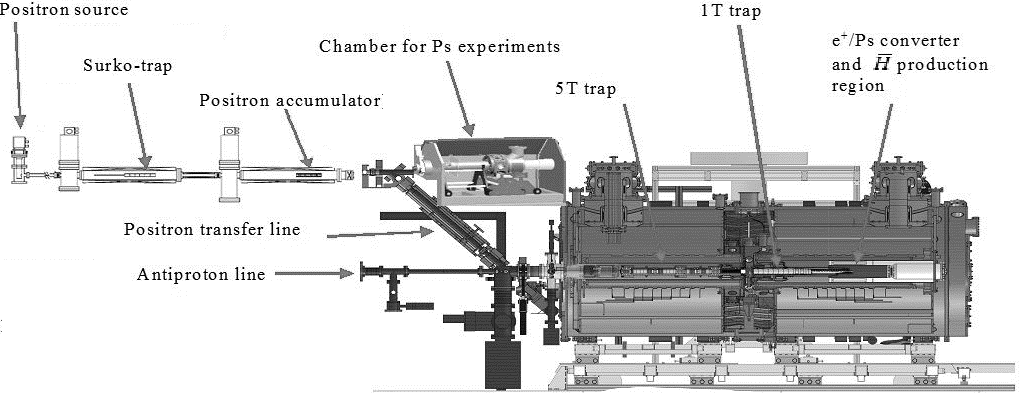 Positron source
1T trap
Chamber for Ps experiments
e⁺/Ps converter
and H̅ production
region
Surko-trap
5T trap
Positron accumulator
Positron transfer line
Antiproton line